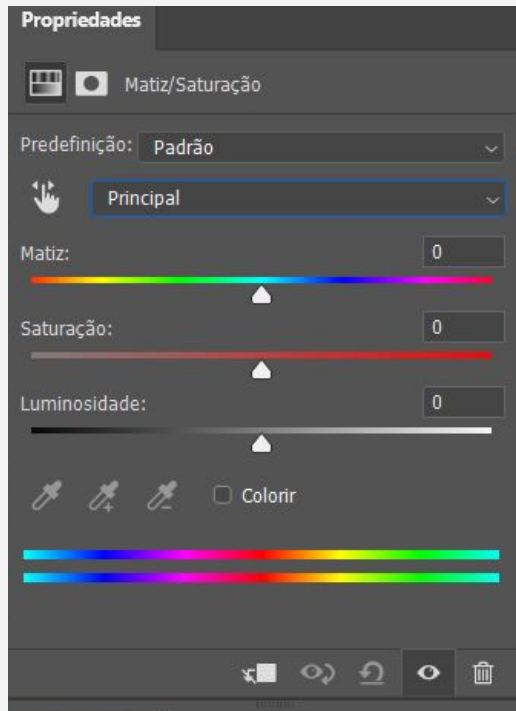 Propriedades
Matiz/Saturação
Predefinição: Padrão
Principal
Matiz: 0
Saturação: 0
Luminosidade: 0
Colorir